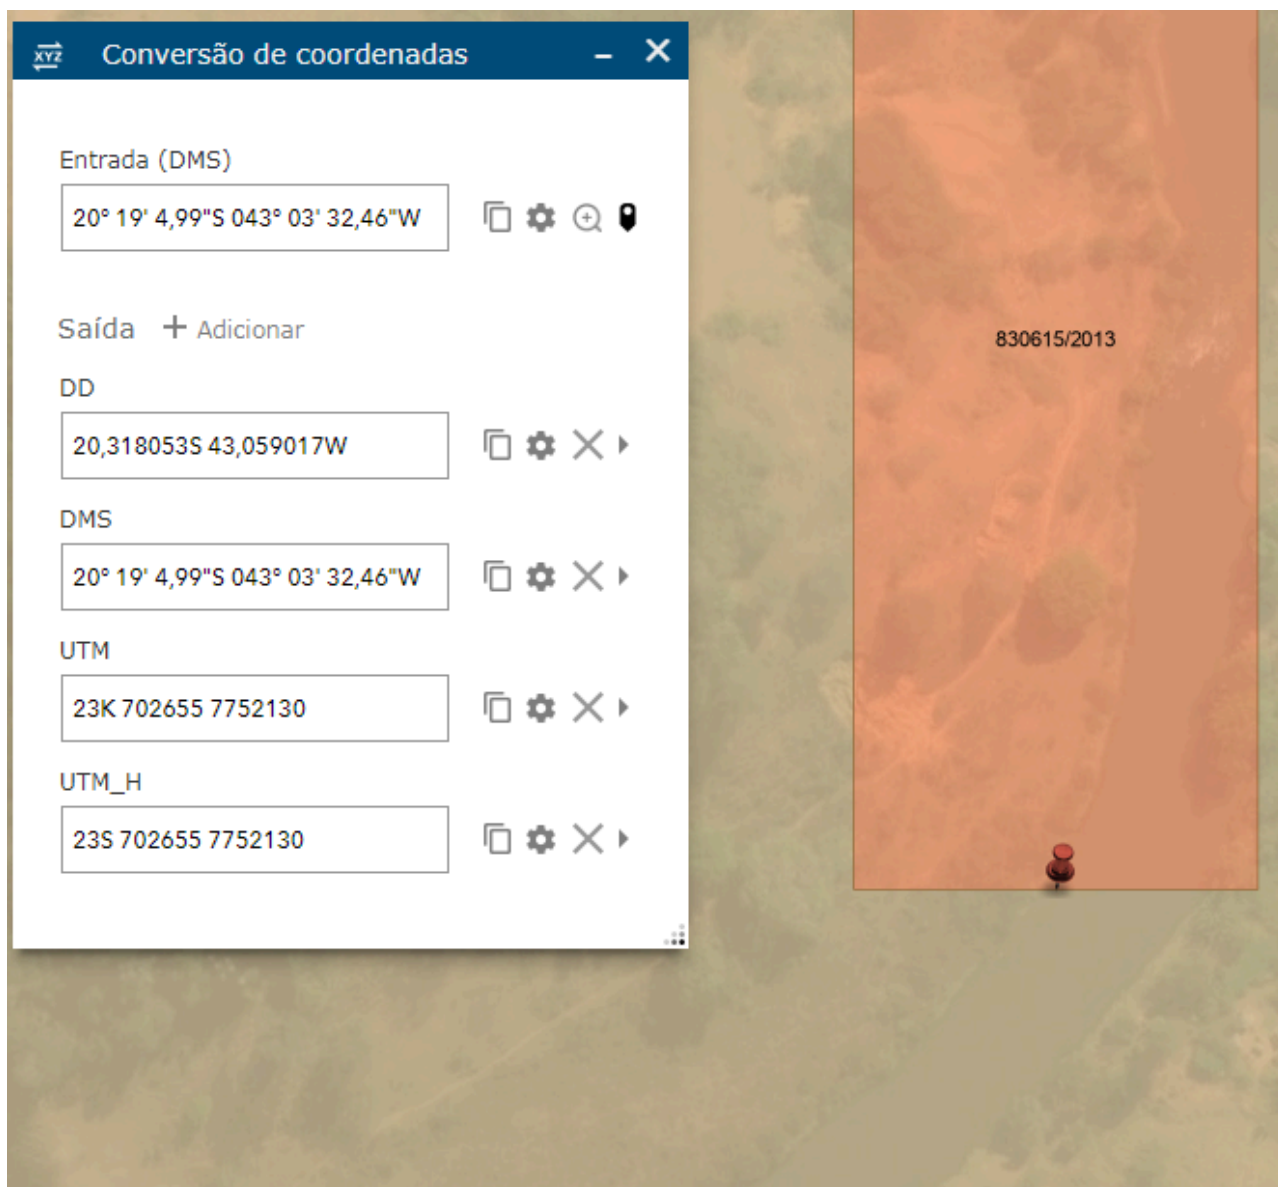 XYZ
Conversão de coordenadas
Entrada (DMS)
20° 19' 4,99"S 043° 03' 32,46"W
Saída + Adicionar
DD
20,318053S 43,059017W
DMS
20° 19' 4,99"S 043° 03' 32,46"W
UTM
23K 702655 7752130
UTM_H
23S 702655 7752130
830615/2013